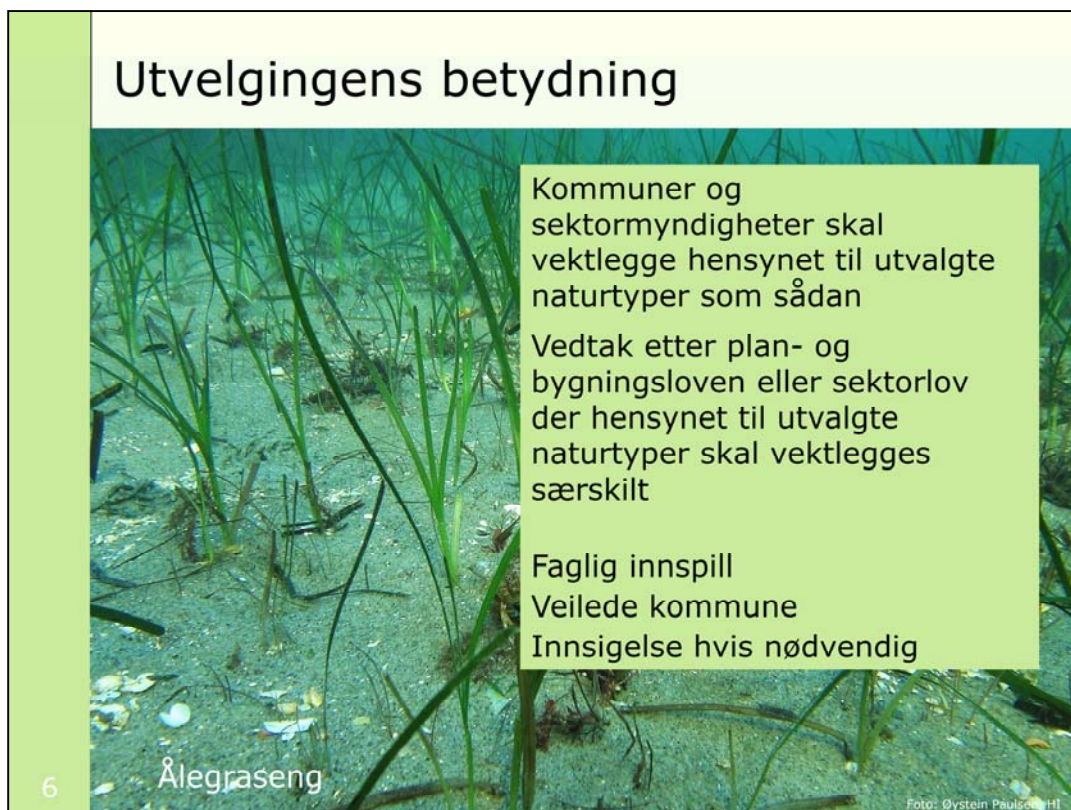 Utvelgingens betydning
Kommuner og
sektormyndigheter skal
vektlegge hensynet til utvalgte
naturtyper som sådan
Vedtak etter plan- og
bygningsloven eller sektorlov
der hensynet til utvalgte
naturtyper skal vektlegges
særskilt
Faglig innspill
Veilede kommune
Innsigelse hvis nødvendig
6
Ålegraseng
Foto: Øystein Paulsen, HI